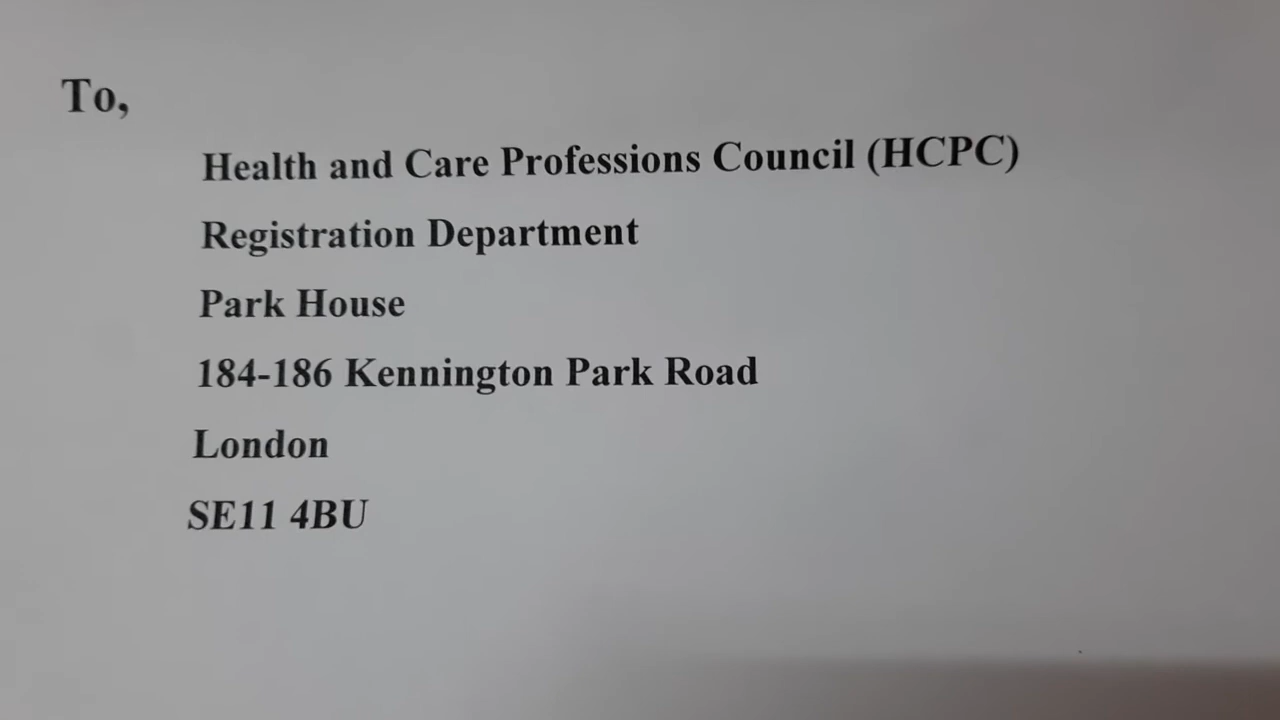 To,
Health and Care Professions Council (HCPC)
Registration Department
Park House
184-186 Kennington Park Road
London
SE11 4BU